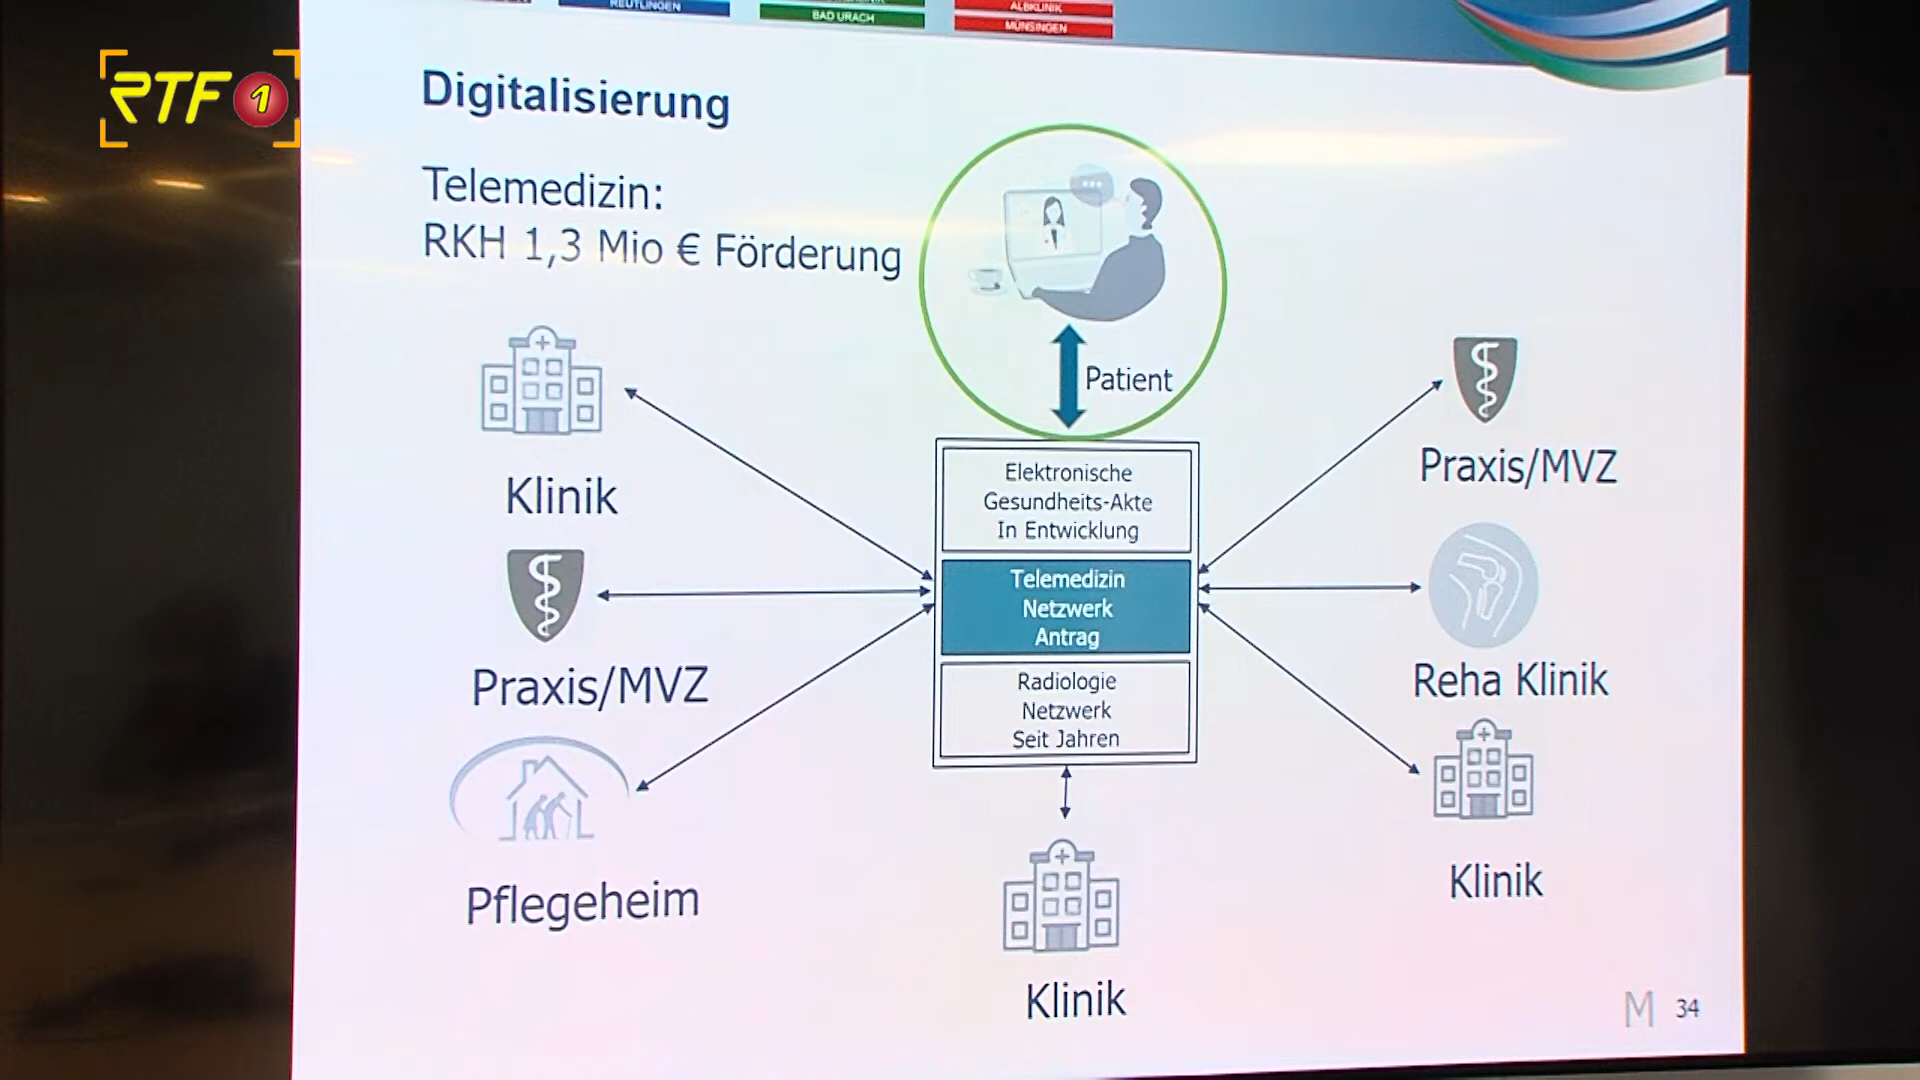 REUTLINGEN
BAD URACH
ALBKLINIK
MÜNSINGEN
RTF 1
Digitalisierung
Telemedizin:
RKH 1,3 Mio € Förderung
Patient
Klinik
Praxis/MVZ
Pflegeheim
Elektronische
Gesundheits-Akte
In Entwicklung
Telemedizin
Netzwerk
Antrag
Radiologie
Netzwerk
Seit Jahren
Klinik
Praxis/MVZ
Reha Klinik
Klinik
M 34